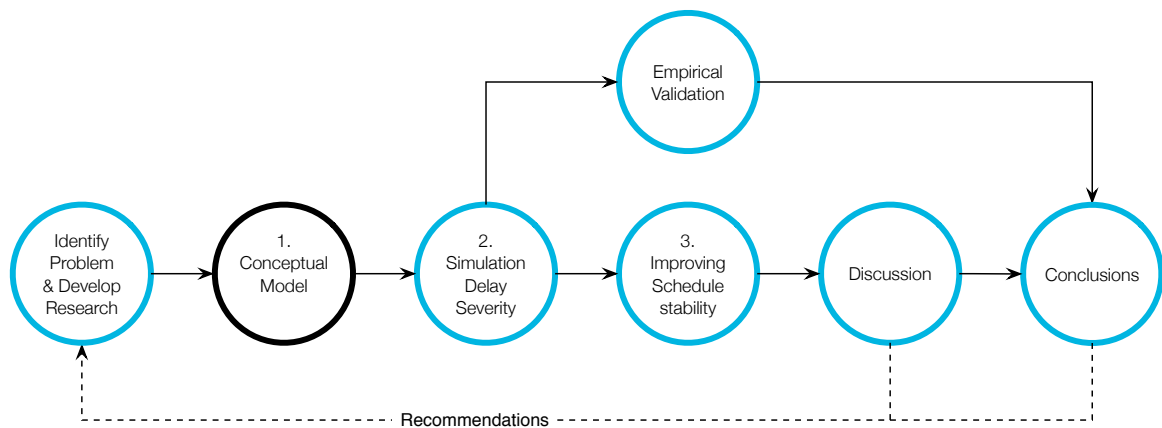 Empirical
Validation
Identify
Problem
& Develop
Research
1.
Conceptual
Model
2.
Simulation
Delay
Severity
3.
Improving
Schedule
stability
Discussion
Conclusions
Recommendations